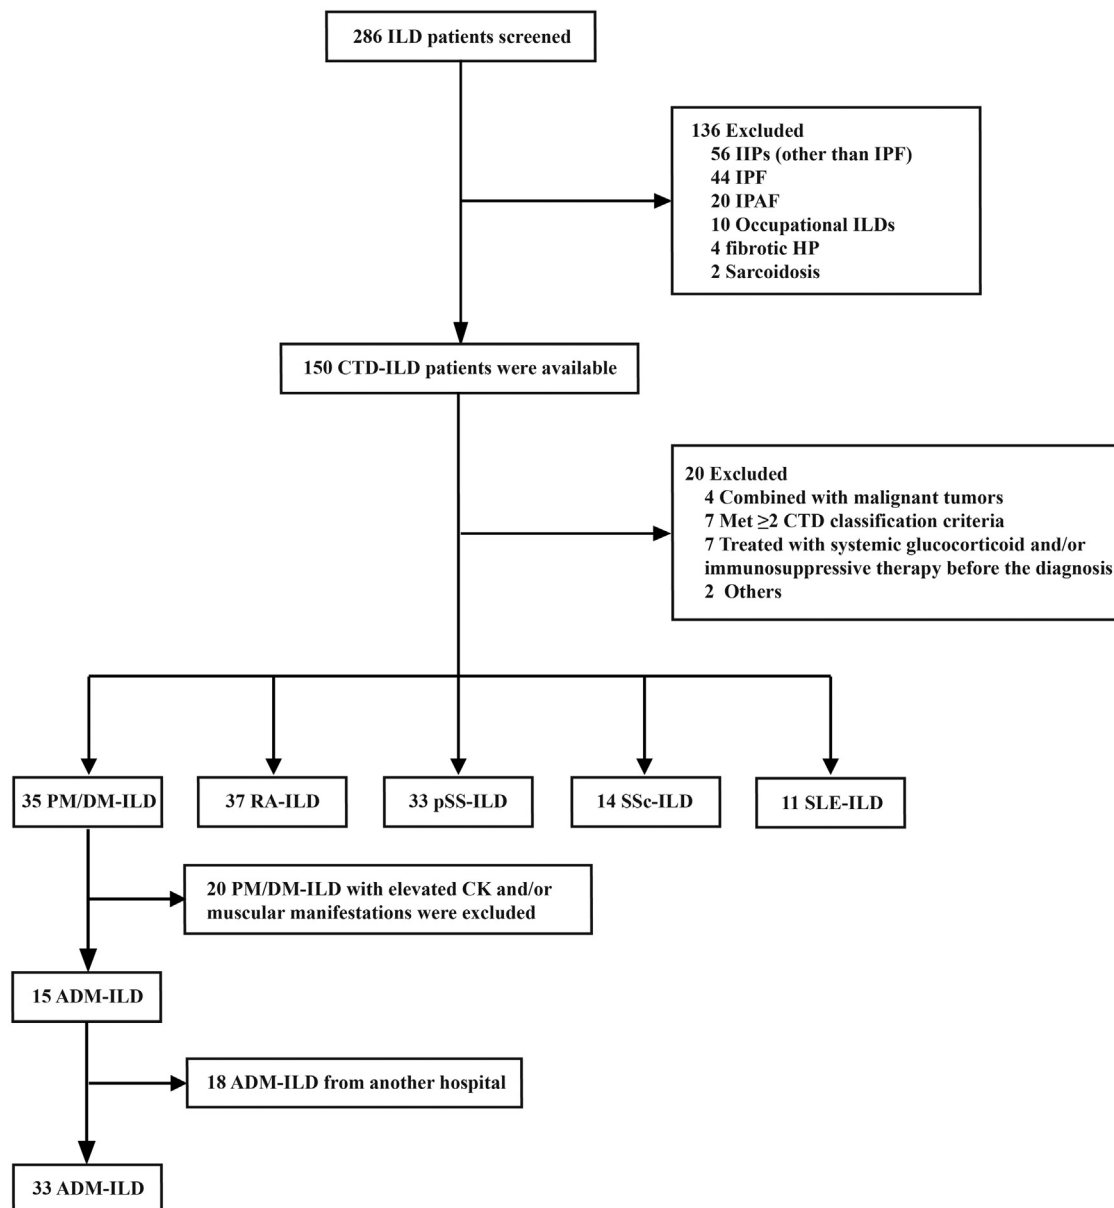 286 ILD patients screened
136 Excluded
56 IIPs (other than IPF)
44 IPF
20 IPAF
10 Occupational ILDs
4 fibrotic HP
2 Sarcoidosis
150 CTD-ILD patients were available
20 Excluded
4 Combined with malignant tumors
7 Met ≥2 CTD classification criteria
7 Treated with systemic glucocorticoid and/or
immunosuppressive therapy before the diagnosis
2  Others
35 PM/DM-ILD
37 RA-ILD
33 pSS-ILD
14 SSc-ILD
11 SLE-ILD
20 PM/DM-ILD with elevated CK and/or
muscular manifestations were excluded
15 ADM-ILD
18 ADM-ILD from another hospital
33 ADM-ILD